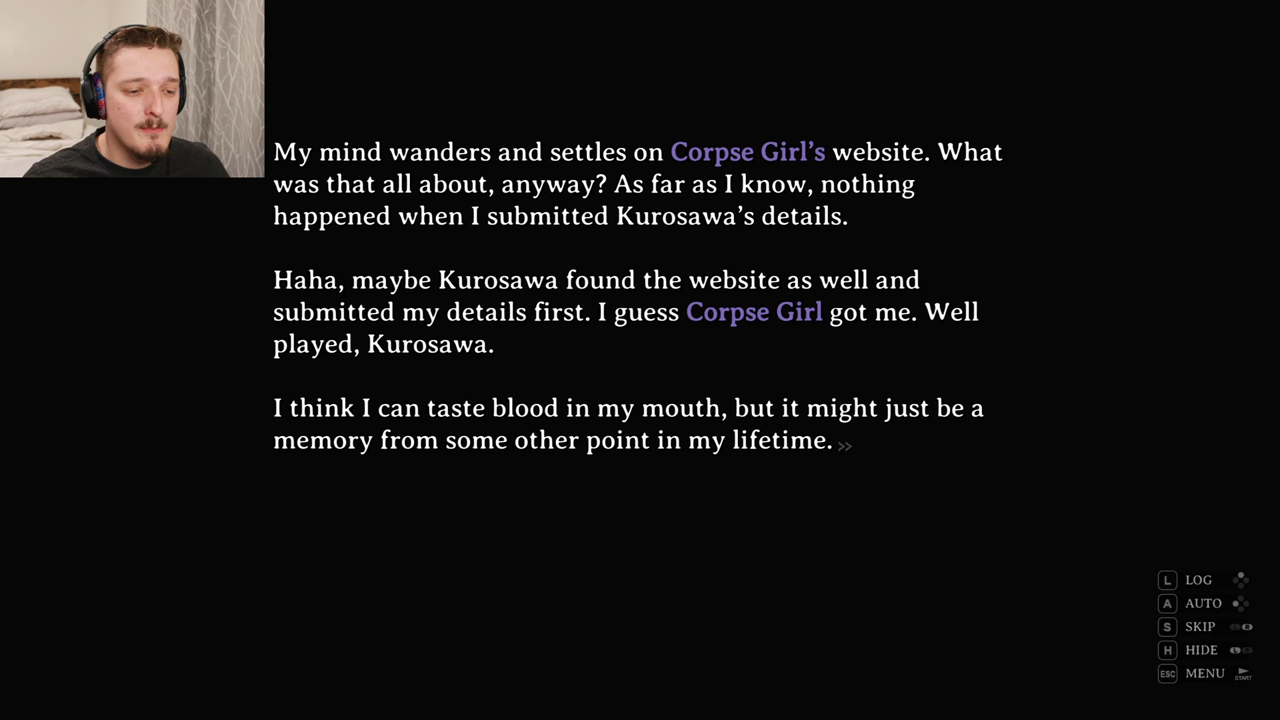 My mind wanders and settles on Corpse Girl's website. What
was that all about, anyway? As far as I know, nothing
happened when I submitted Kurosawa's details.
Haha, maybe Kurosawa found the website as well and
submitted my details first. I guess Corpse Girl got me. Well
played, Kurosawa.
I think I can taste blood in my mouth, but it might just be a
memory from some other point in my lifetime. >>
L LOG
A AUTO
S SKIP R
H HIDE L
ESC MENU START